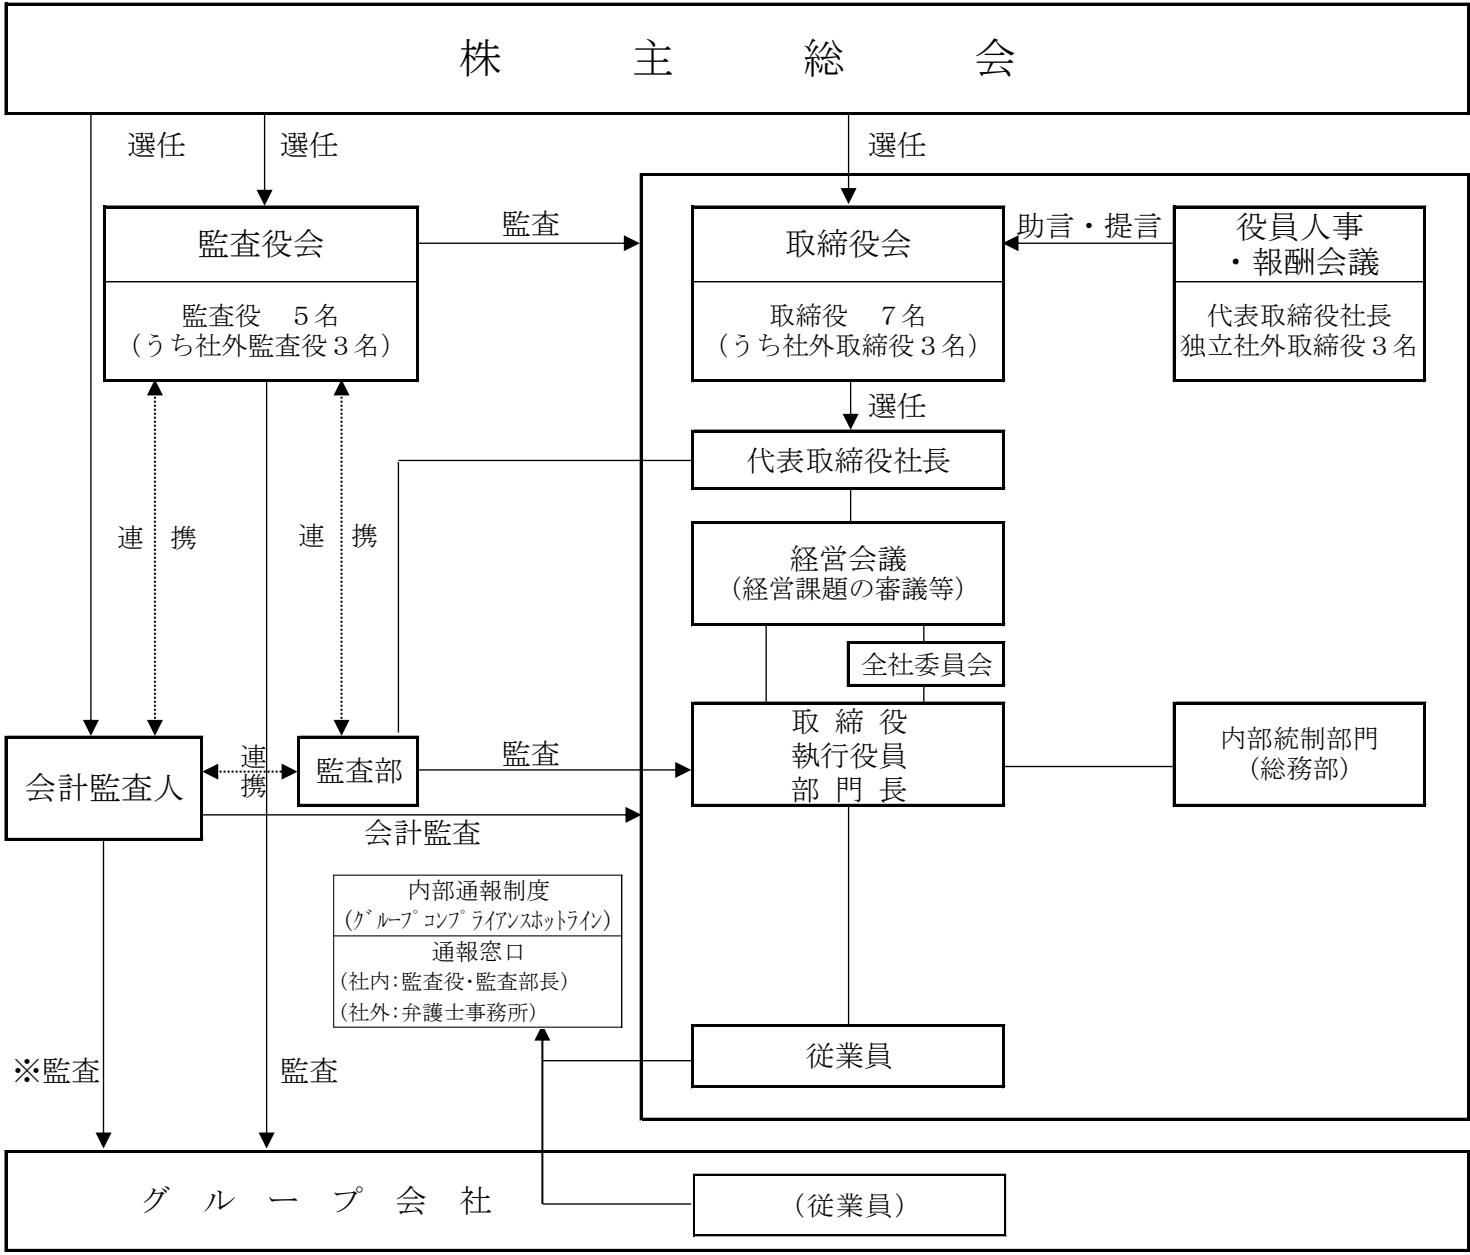 株主総会
選任
選任
選任
監査役会
監査役　５名
（うち社外監査役３名）
監査
取締役会
取締役　７名
（うち社外取締役３名）
助言・提言
役員人事
・報酬会議
代表取締役社長
独立社外取締役３名
選任
代表取締役社長
連携
連携
経営会議
（経営課題の審議等）
全社委員会
会計監査人
連携
監査部
監査
取締役
執行役員
部門長
内部統制部門
（総務部）
会計監査
内部通報制度
（ｸﾞﾙｰﾌﾟｺﾝﾌﾟﾗｲｱﾝｽﾎｯﾄﾗｲﾝ）
通報窓口
（社内：監査役・監査部長）
（社外：弁護士事務所）
従業員
※監査
監査
グループ会社
（従業員）